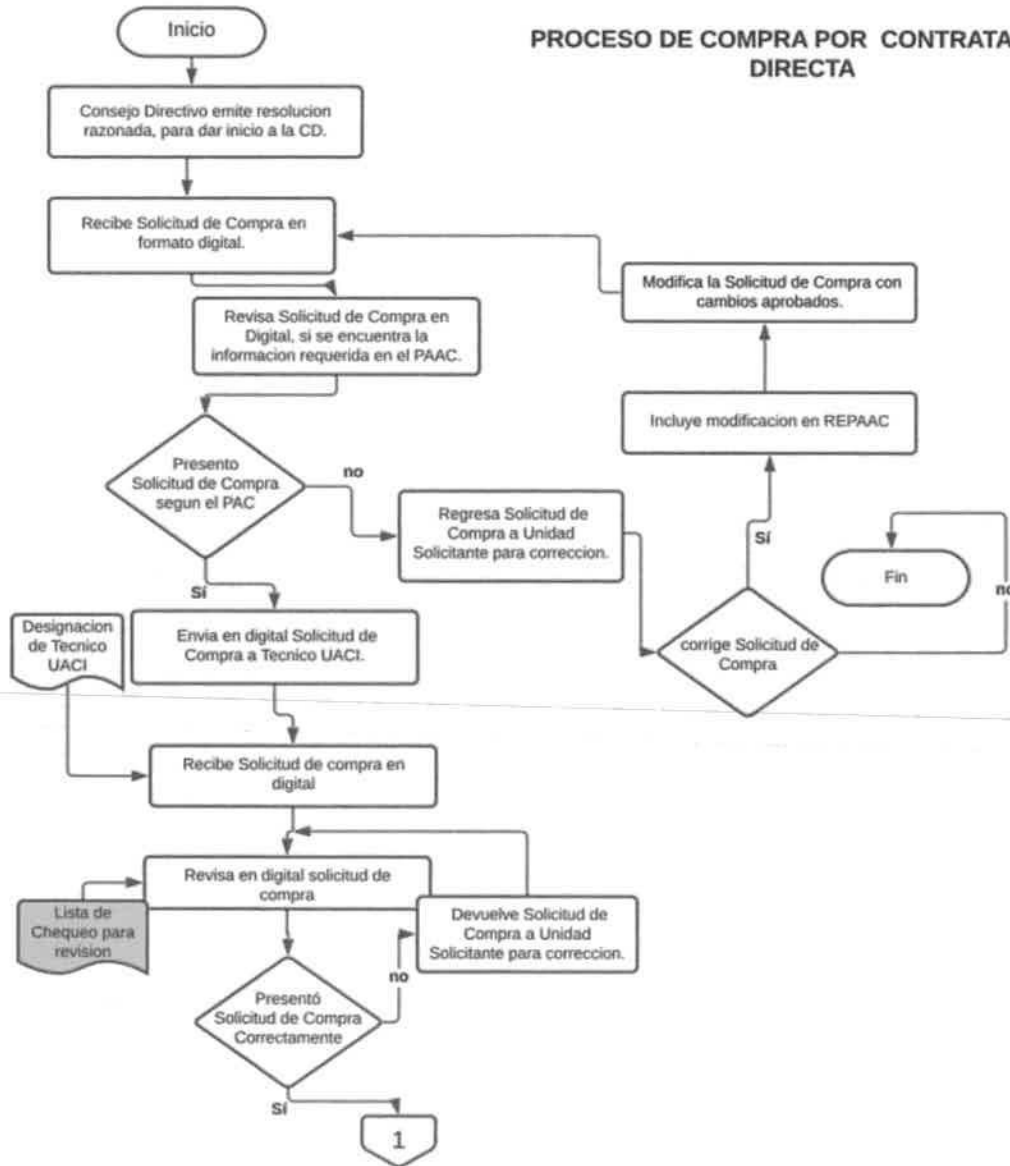 Inicio
PROCESO DE COMPRA POR CONTRATA
DIRECTA
Consejo Directivo emite resolucion
razonada, para dar inicio a la CD.
Recibe Solicitud de Compra en
formato digital.
Modifica la Solicitud de Compra con
cambios aprobados.
Revisa Solicitud de Compra en
Digital, si se encuentra la
informacion requerida en el PAAC.
Incluye modificacion en REPAAC
Presento
Solicitud de Compra
segun el PAC
no
Regresa Solicitud de
Compra a Unidad
Solicitante para correccion.
Sí
Fin
no
Sí
corrige Solicitud de
Compra
Designacion
de Tecnico
UACI
Envia en digital Solicitud de
Compra a Tecnico UACI.
Recibe Solicitud de compra en
digital
Revisa en digital solicitud de
compra
Lista de
Chequeo para
revision
Devuelve Solicitud de
Compra a Unidad
Solicitante para correccion.
no
Presentó
Solicitud de Compra
Correctamente
Sí
1